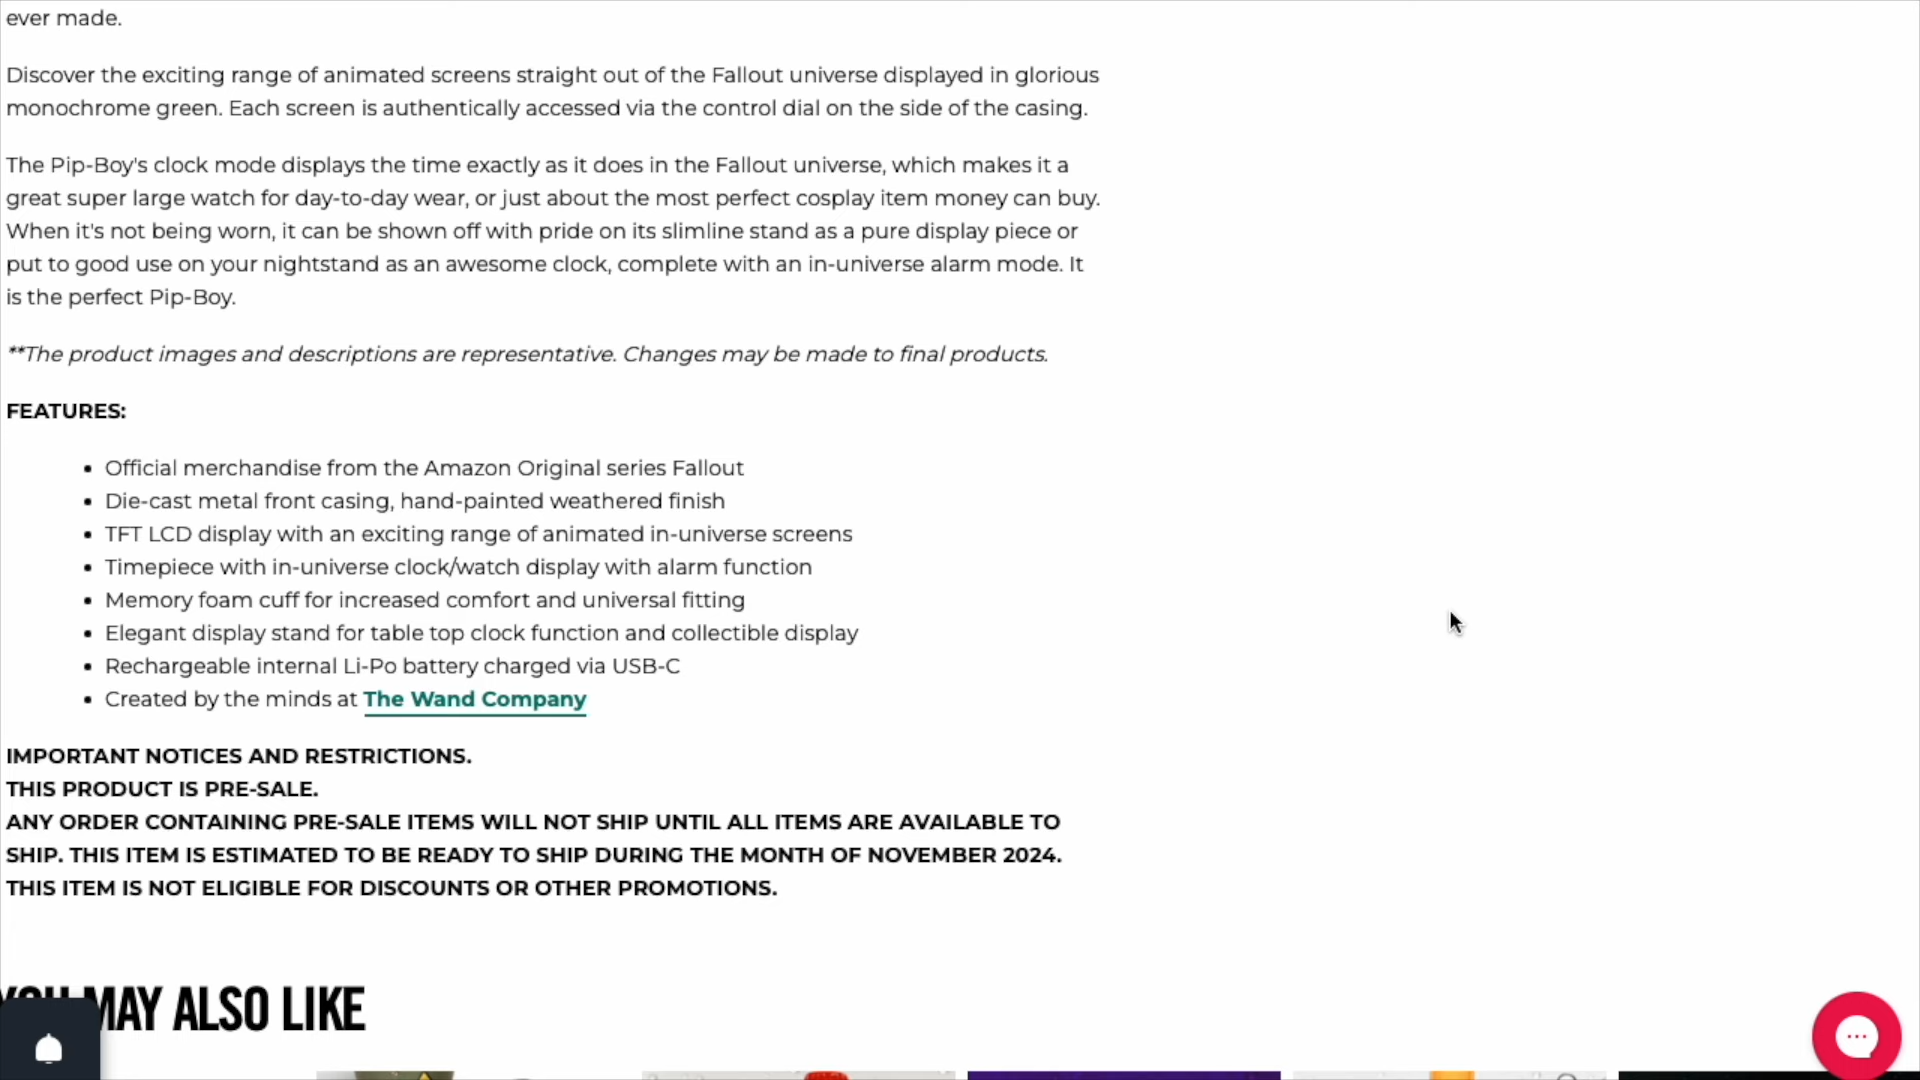 ever made.
Discover the exciting range of animated screens straight out of the Fallout universe displayed in glorious
monochrome green. Each screen is authentically accessed via the control dial on the side of the casing.
The Pip-Boy's clock mode displays the time exactly as it does in the Fallout universe, which makes it a
great super large watch for day-to-day wear, or just about the most perfect cosplay item money can buy.
When it's not being worn, it can be shown off with pride on its slimline stand as a pure display piece or
put to good use on your nightstand as an awesome clock, complete with an in-universe alarm mode. It
is the perfect Pip-Boy.
**The product images and descriptions are representative. Changes may be made to final products.
FEATURES:
• Official merchandise from the Amazon Original series Fallout
• Die-cast metal front casing, hand-painted weathered finish
• TFT LCD display with an exciting range of animated in-universe screens
• Timepiece with in-universe clock/watch display with alarm function
• Memory foam cuff for increased comfort and universal fitting
• Elegant display stand for table top clock function and collectible display
• Rechargeable internal Li-Po battery charged via USB-C
• Created by the minds at The Wand Company
IMPORTANT NOTICES AND RESTRICTIONS.
THIS PRODUCT IS PRE-SALE.
ANY ORDER CONTAINING PRE-SALE ITEMS WILL NOT SHIP UNTIL ALL ITEMS ARE AVAILABLE TO
SHIP. THIS ITEM IS ESTIMATED TO BE READY TO SHIP DURING THE MONTH OF NOVEMBER 2024.
THIS ITEM IS NOT ELIGIBLE FOR DISCOUNTS OR OTHER PROMOTIONS.
YOU MAY ALSO LIKE